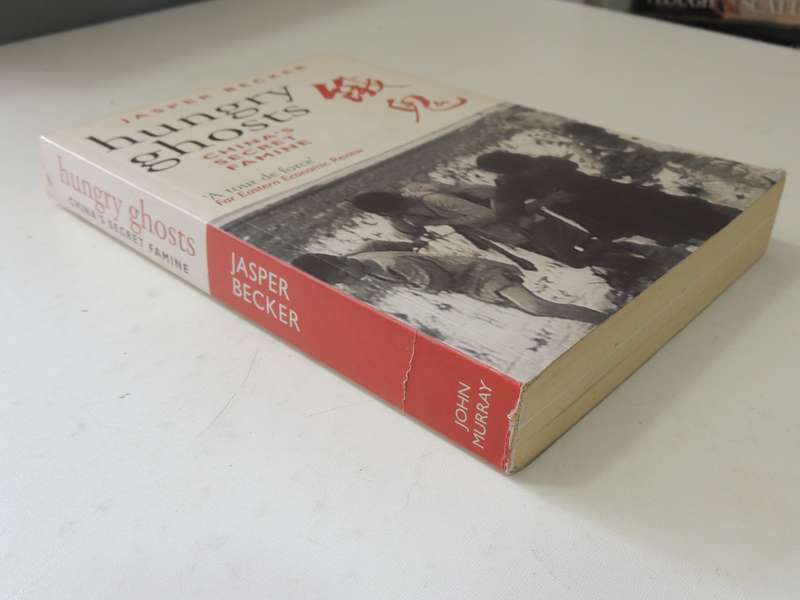 JASPER BECKER
hungry
ghosts
餓鬼
CHINA'S
SECRET
FAMINE
'A tour de force'
Far Eastern Economic Review
hungry ghosts
CHINA'S SECRET FAMINE
JASPER
BECKER
JOHN
MURRAY